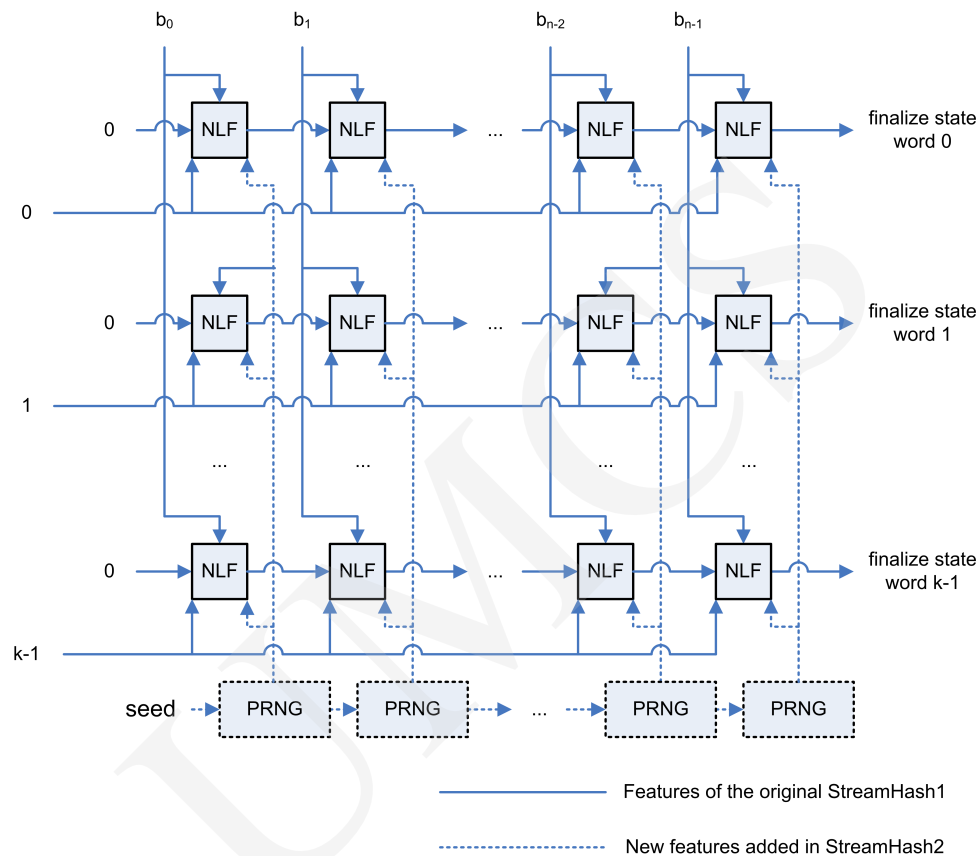 b0 b1 bn-2 bn-1
0 NLF NLF ... NLF NLF finalize state
word 0
0
0 NLF NLF ... NLF NLF finalize state
word 1
1
... ... ... ...
0 NLF NLF ... NLF NLF finalize state
word k-1
k-1
seed PRNG PRNG ... PRNG PRNG
Features of the original StreamHash1
New features added in StreamHash2
UMCS